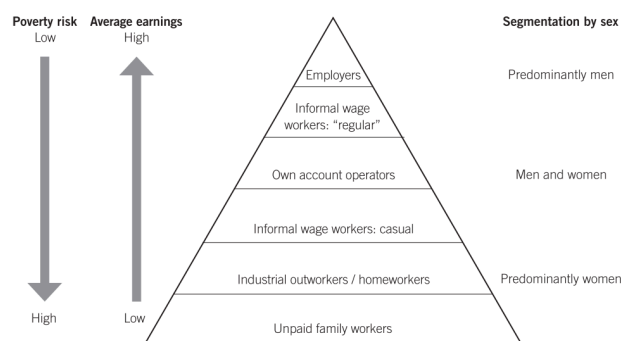 Poverty risk
Low
High
Average earnings
High
Low
Employers
Informal wage
workers: “regular”
Own account operators
Informal wage workers: casual
Industrial outworkers / homeworkers
Unpaid family workers
Segmentation by sex
Predominantly men
Men and women
Predominantly women